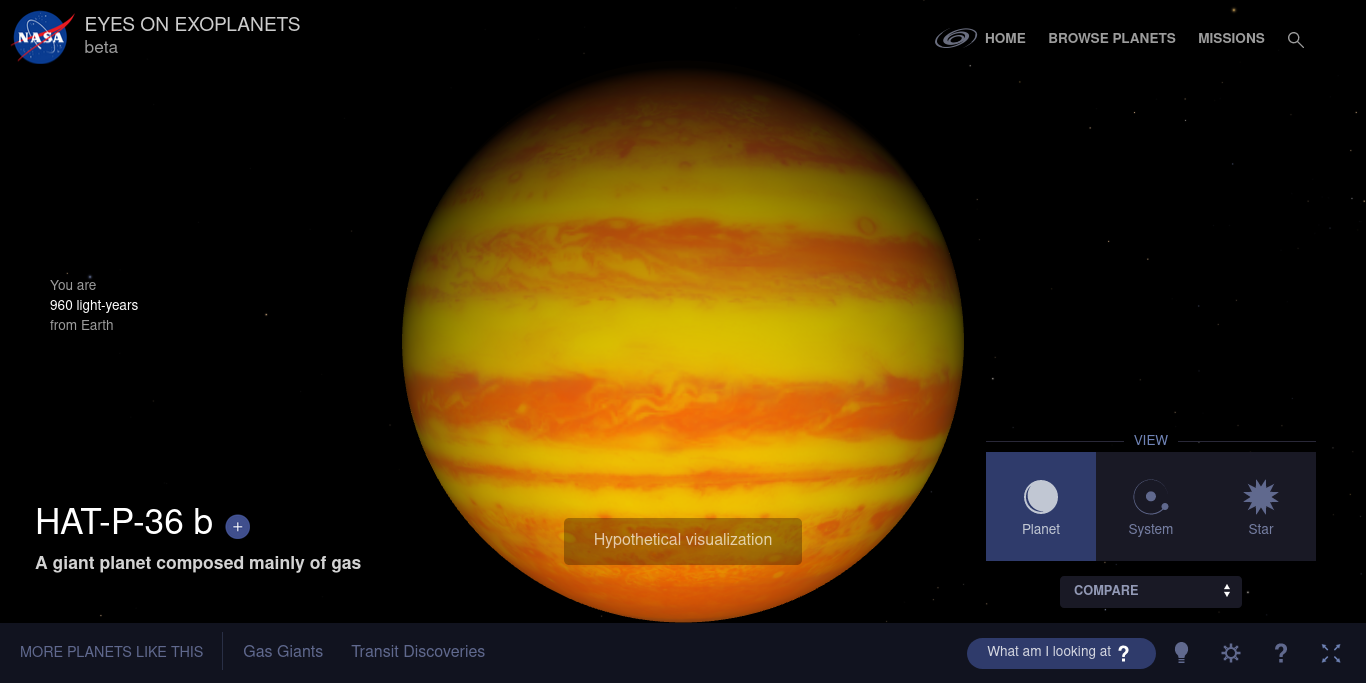 NASA
EYES ON EXOPLANETS
beta
HOME
BROWSE PLANETS
MISSIONS
You are
960 light-years
from Earth
HAT-P-36 b +
A giant planet composed mainly of gas
Hypothetical visualization
VIEW
Planet
System
Star
COMPARE
MORE PLANETS LIKE THIS
Gas Giants
Transit Discoveries
What am I looking at ?
?